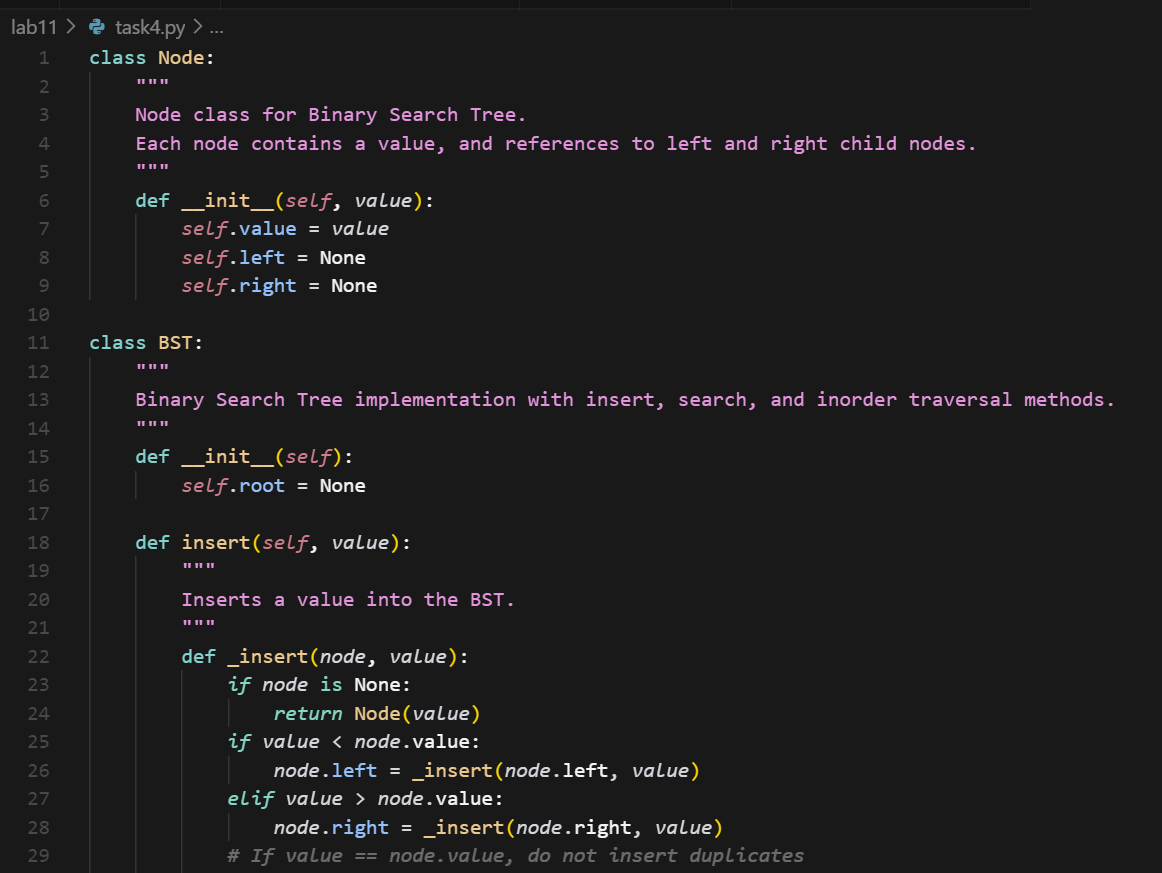 lab11 > task4.py > ...
1 class Node:
2     """
3     Node class for Binary Search Tree.
4     Each node contains a value, and references to left and right child nodes.
5     """
6     def __init__(self, value):
7         self.value = value
8         self.left = None
9         self.right = None
10
11 class BST:
12     """
13     Binary Search Tree implementation with insert, search, and inorder traversal methods.
14     """
15     def __init__(self):
16         self.root = None
17
18     def insert(self, value):
19         """
20         Inserts a value into the BST.
21         """
22         def _insert(node, value):
23             if node is None:
24                 return Node(value)
25             if value < node.value:
26                 node.left = _insert(node.left, value)
27             elif value > node.value:
28                 node.right = _insert(node.right, value)
29             # If value == node.value, do not insert duplicates